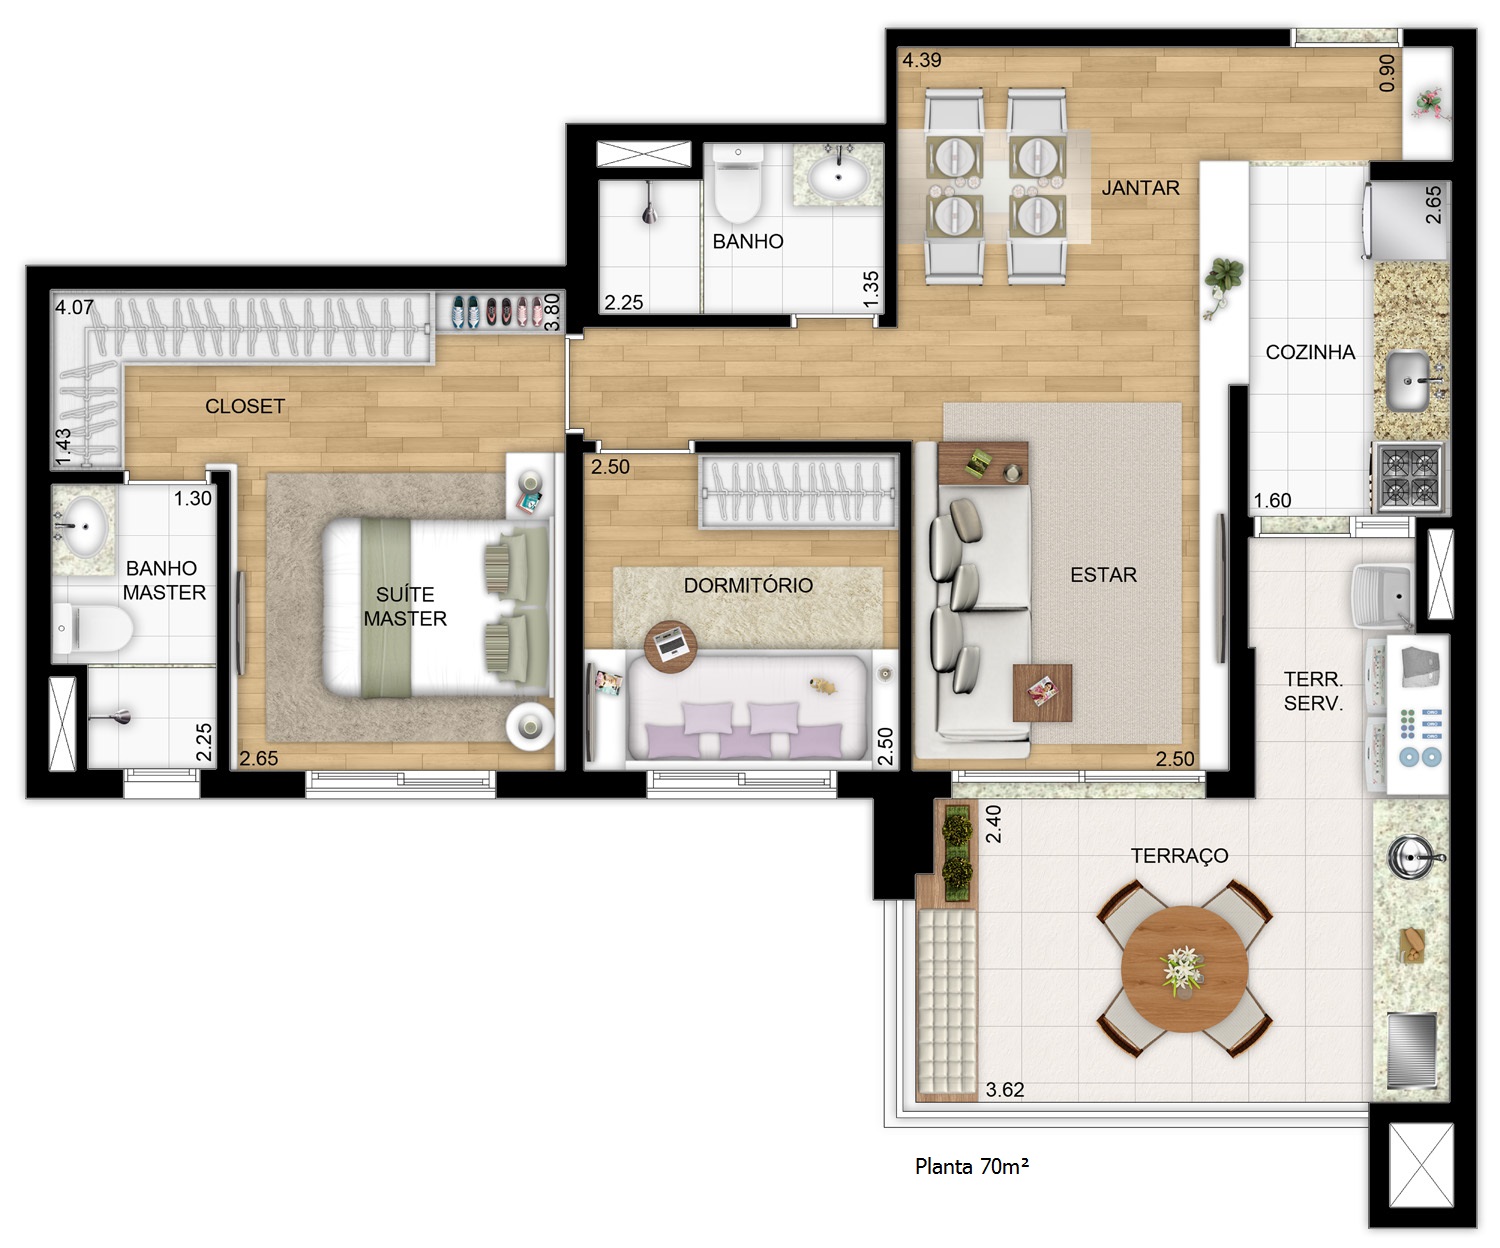 4.39
0.90
JANTAR
2.65
BANHO
2.25
1.35
4.07
3.80
CLOSET
1.43
COZINHA
1.60
1.30
BANHO
MASTER
2.25
SUÍTE
MASTER
2.65
2.50
DORMITÓRIO
2.50
ESTAR
2.50
TERR.
SERV.
2.40
TERRAÇO
3.62
Planta 70m²